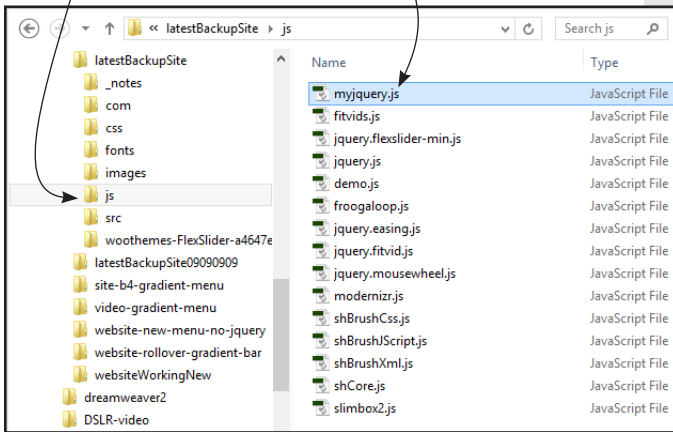 « latestBackupSite js
Search js
latestBackupSite
_notes
com
css
fonts
images
js
src
woothemes-FlexSlider-a4647e
latestBackupSite09090909
site-b4-gradient-menu
video-gradient-menu
website-new-menu-no-jquery
website-rollover-gradient-bar
websiteWorkingNew
dreamweaver2
DSLR-video
Name Type
myjquery.js JavaScript File
fitvids.js JavaScript File
jquery.flexslider-min.js JavaScript File
jquery.js JavaScript File
demo.js JavaScript File
froogaloop.js JavaScript File
jquery.easing.js JavaScript File
jquery.fitvid.js JavaScript File
jquery.mousewheel.js JavaScript File
modernizr.js JavaScript File
shBrushCss.js JavaScript File
shBrushJScript.js JavaScript File
shBrushXml.js JavaScript File
shCore.js JavaScript File
slimbox2.js JavaScript File